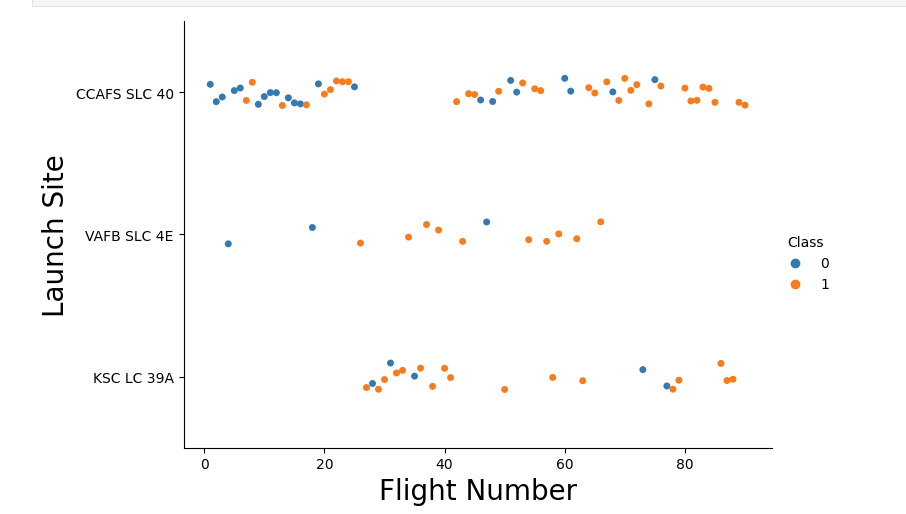 CCAFS SLC 40
VAFB SLC 4E
KSC LC 39A
Launch Site
0
20
40
60
80
Flight Number
Class
0
1